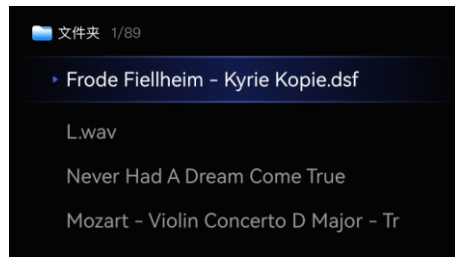 文件夹 1/89
Frode Fiellheim - Kyrie Kopie.dsf
L.wav
Never Had A Dream Come True
Mozart - Violin Concerto D Major - Tr